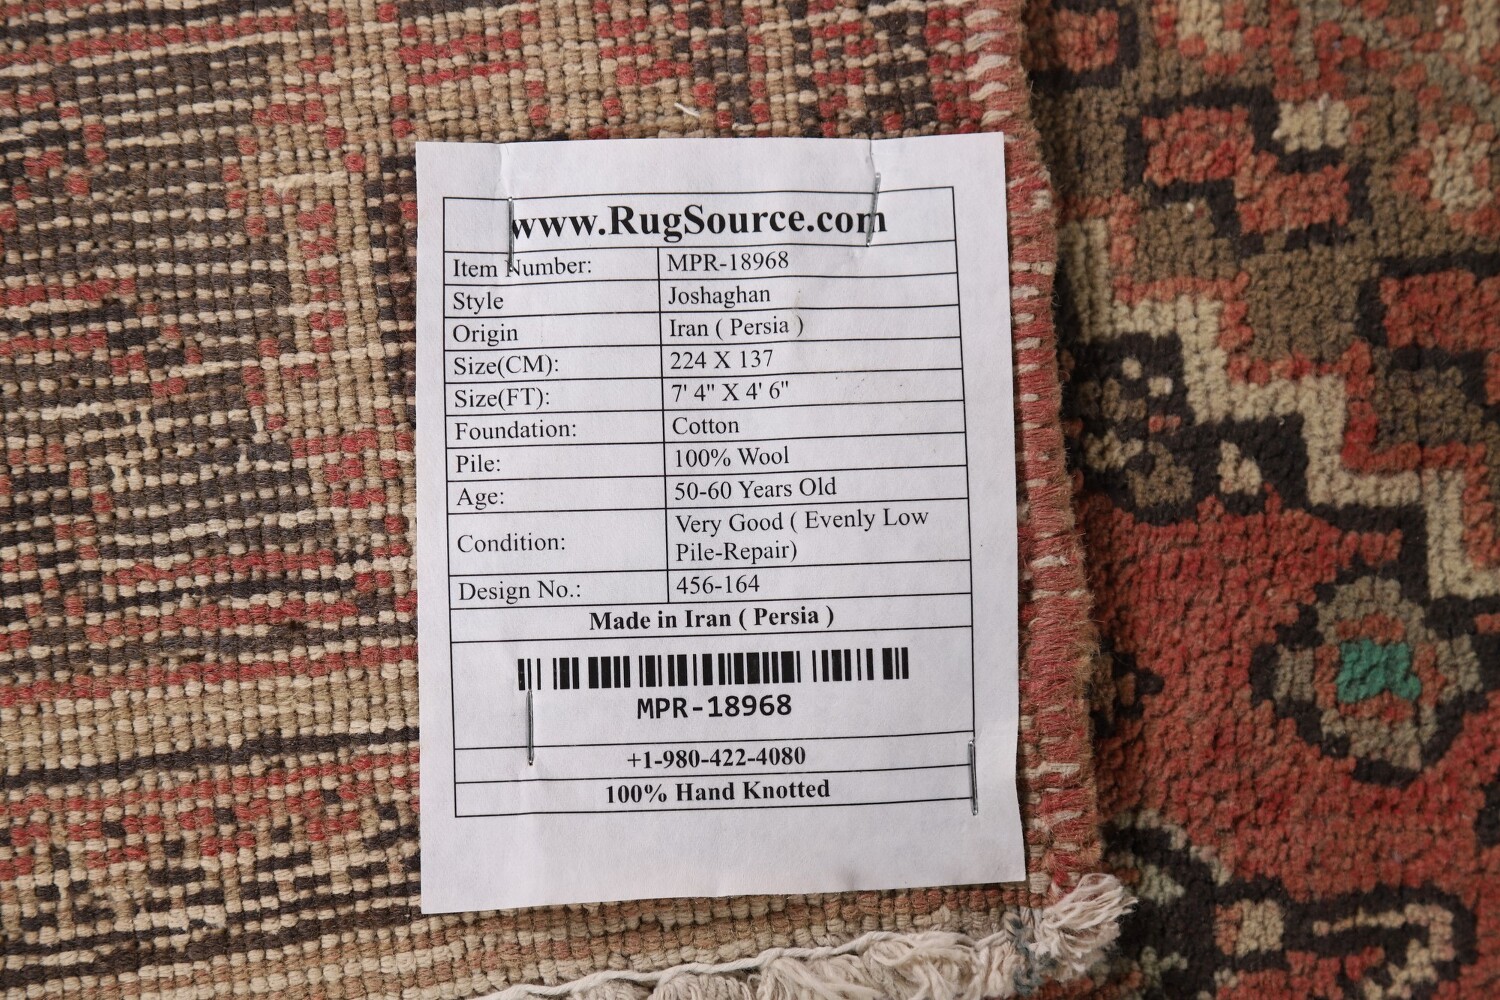 www.RugSource.com
Item Number: MPR-18968
Style Joshaghan
Origin Iran ( Persia )
Size(CM): 224 X 137
Size(FT): 7' 4" X 4' 6"
Foundation: Cotton
Pile: 100% Wool
Age: 50-60 Years Old
Condition: Very Good ( Evenly Low
Pile-Repair)
Design No.: 456-164
Made in Iran ( Persia )
MPR-18968
+1-980-422-4080
100% Hand Knotted